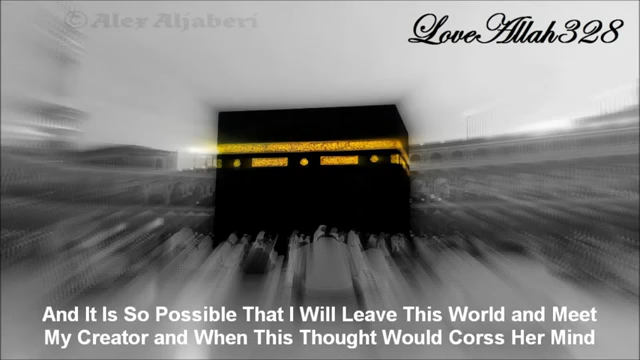 © Alex Aljaberi
LoveAllah328
And It Is So Possible That I Will Leave This World and Meet
My Creator and When This Thought Would Corss Her Mind